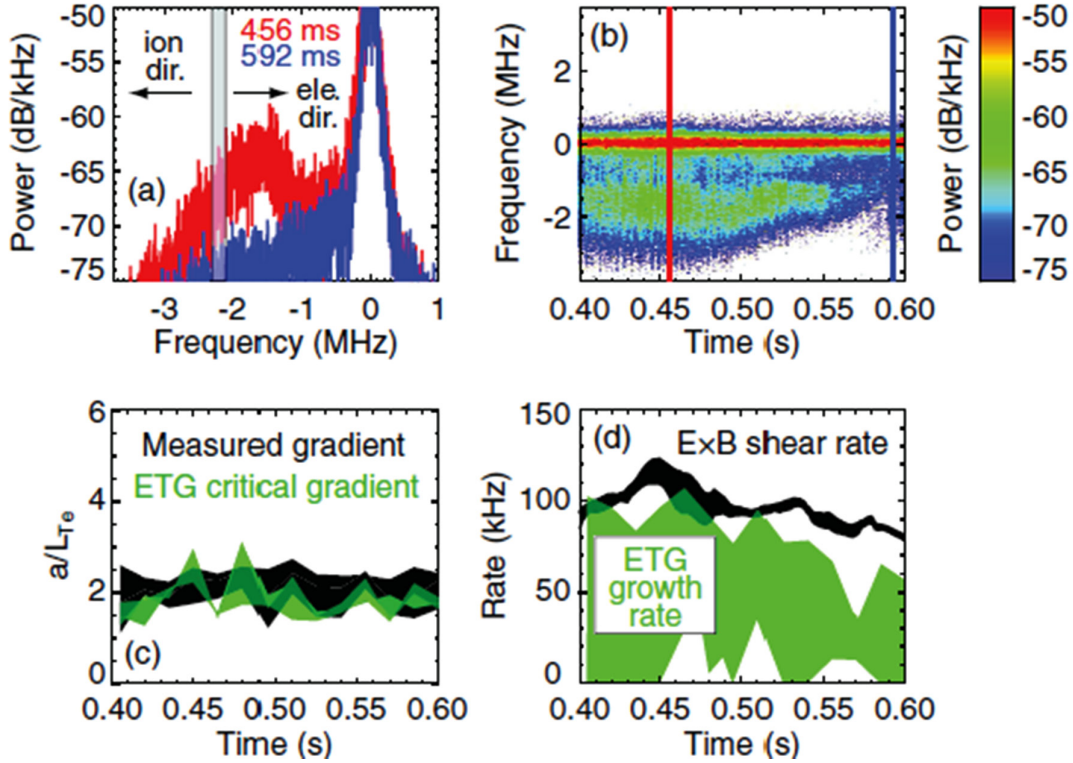 -50
-55
-60
-65
-70
-75
Power (dB/kHz)
ion
dir.
456 ms
592 ms
ele.
dir.
(a)
-3 -2 -1 0 1
Frequency (MHz)
(b)
2
0
-2
Frequency (MHz)
0.40 0.45 0.50 0.55 0.60
Time (s)
Power (dB/kHz)
-50
-55
-60
-65
-70
-75
6
4
2
0
a/LTe
Measured gradient
ETG critical gradient
(c)
0.40 0.45 0.50 0.55 0.60
Time (s)
150
100
50
0
Rate (kHz)
(d)
E×B shear rate
ETG
growth
rate
0.40 0.45 0.50 0.55 0.60
Time (s)